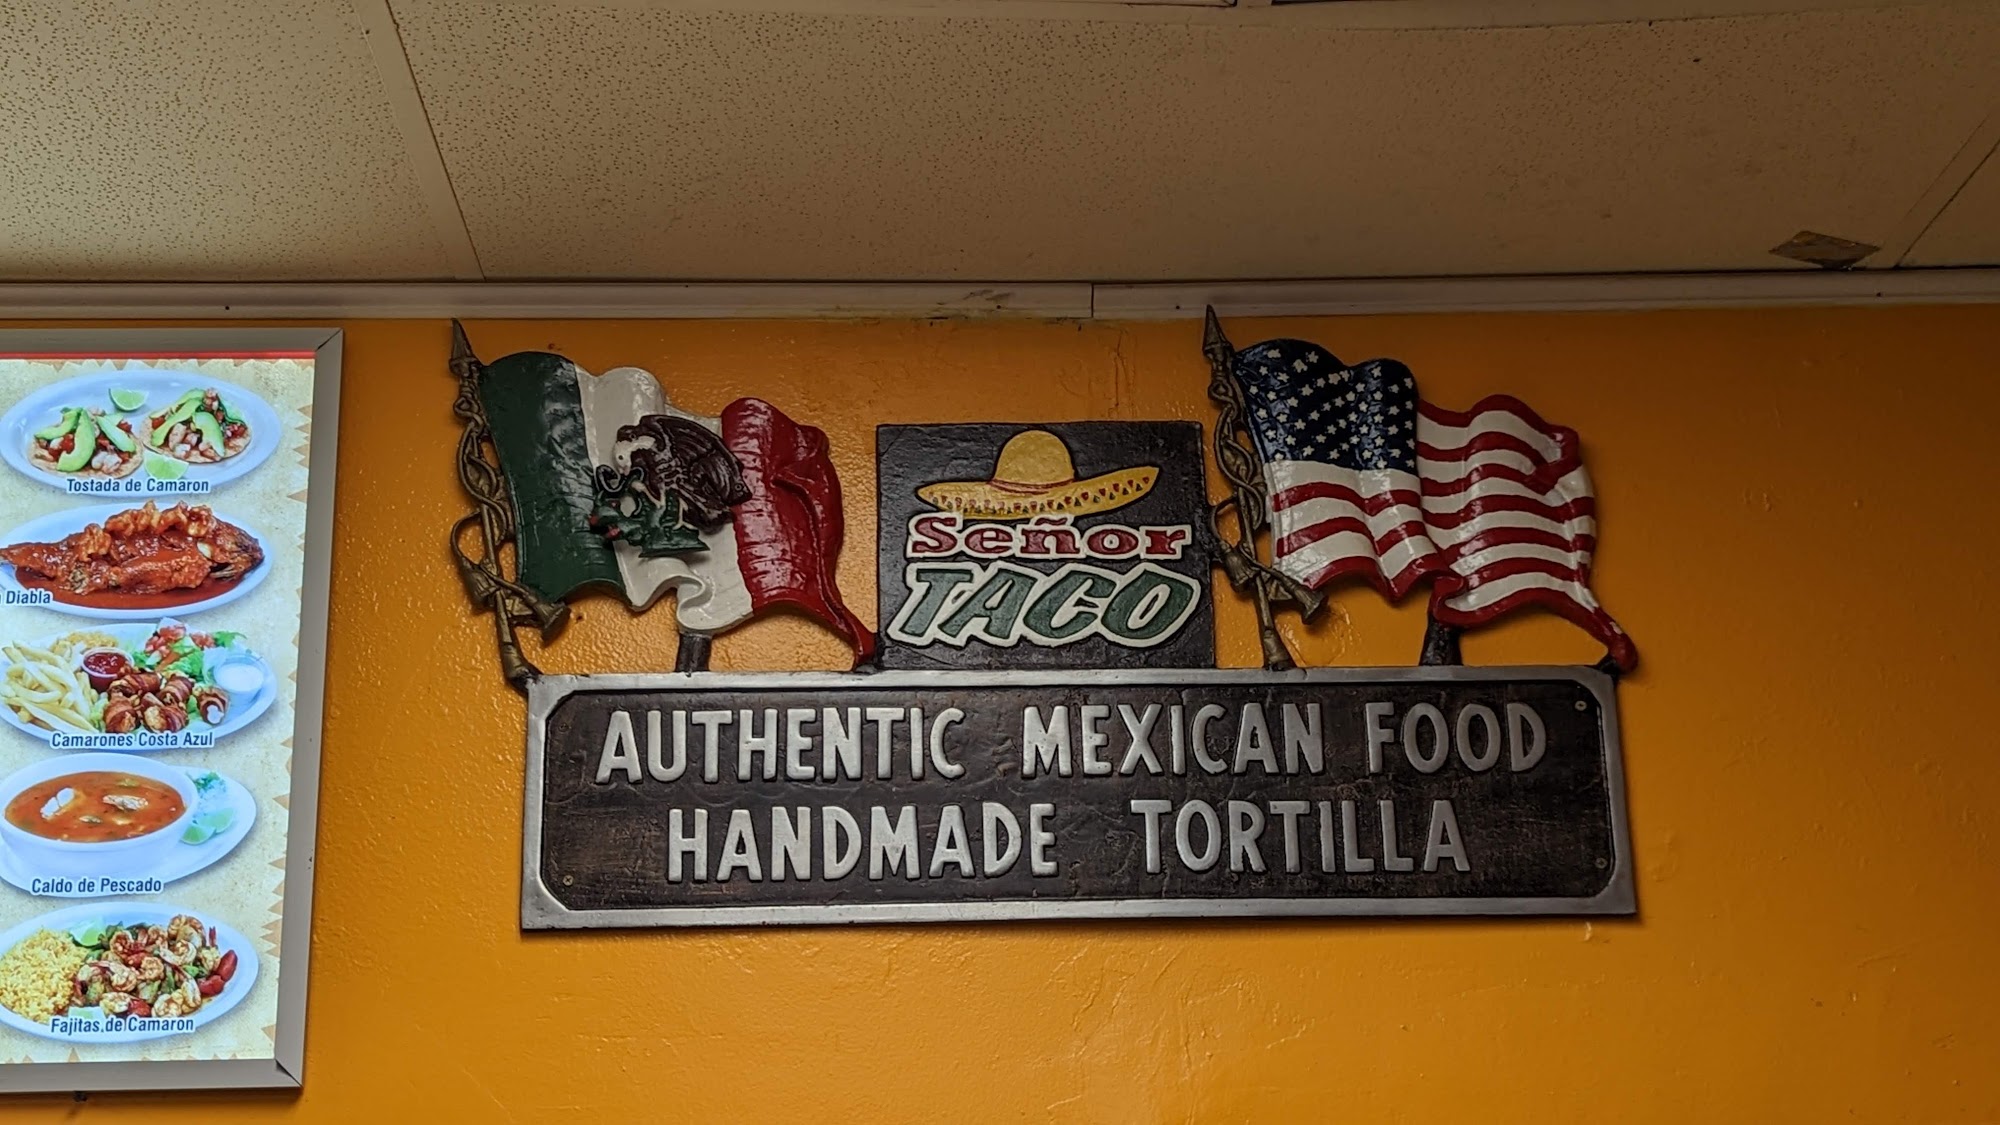 Tostada de Camaron
Diabla
Camarones Costa Azul
Caldo de Pescado
Fajitas de Camaron
Señor
TACO
AUTHENTIC MEXICAN FOOD
HANDMADE TORTILLA